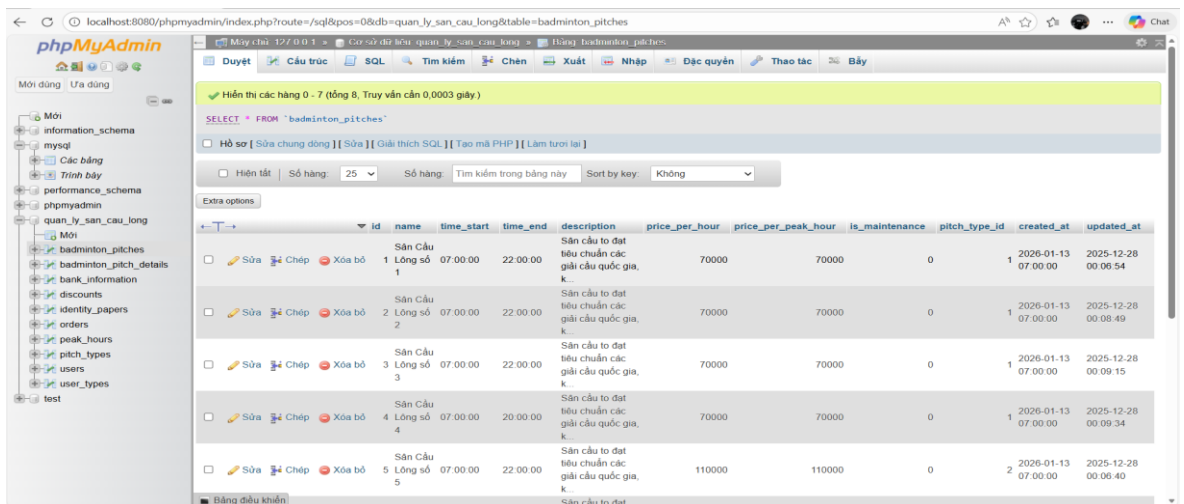 localhost:8080/phpmyadmin/index.php?route=/sql&pos=0&db=quan_ly_san_cau_long&table=badminton_pitches
Chat
phpMyAdmin
Mới dùng Ưa dùng
Mới
information_schema
mysql
Các bảng
Trình bày
performance_schema
phpmyadmin
quan_ly_san_cau_long
Mới
badminton_pitches
badminton_pitch_details
bank_information
discounts
identity_papers
orders
peak_hours
pitch_types
users
user_types
test
Máy chủ: 127.0.0.1 » Cơ sở dữ liệu: quan_ly_san_cau_long » Bảng: badminton_pitches
Duyệt Cấu trúc SQL Tìm kiếm Chèn Xuất Nhập Đặc quyền Thao tác Bẫy
Hiển thị các hàng 0 - 7 (tổng 8, Truy vấn cần 0,0003 giây.)
SELECT * FROM `badminton_pitches`
Hồ sơ [ Sửa chung dòng ] [ Sửa ] [ Giải thích SQL ] [ Tạo mã PHP ] [ Làm tươi lại ]
Hiện tất | Số hàng: 25 Số hàng: Tìm kiếm trong bảng này Sort by key: Không
Extra options
←T→ id name time_start time_end description price_per_hour price_per_peak_hour is_maintenance pitch_type_id created_at updated_at
Sửa Chép Xóa bỏ 1 Sân Cầu Lông số 1 07:00:00 22:00:00 Sân cầu to đạt tiêu chuẩn các giải cầu quốc gia, k... 70000 70000 0 1 2026-01-13 07:00:00 2025-12-28 00:06:54
Sửa Chép Xóa bỏ 2 Sân Cầu Lông số 2 07:00:00 22:00:00 Sân cầu to đạt tiêu chuẩn các giải cầu quốc gia, k... 70000 70000 0 1 2026-01-13 07:00:00 2025-12-28 00:08:49
Sửa Chép Xóa bỏ 3 Sân Cầu Lông số 3 07:00:00 22:00:00 Sân cầu to đạt tiêu chuẩn các giải cầu quốc gia, k... 70000 70000 0 1 2026-01-13 07:00:00 2025-12-28 00:09:15
Sửa Chép Xóa bỏ 4 Sân Cầu Lông số 4 07:00:00 20:00:00 Sân cầu to đạt tiêu chuẩn các giải cầu quốc gia, k... 70000 70000 0 1 2026-01-13 07:00:00 2025-12-28 00:09:34
Sửa Chép Xóa bỏ 5 Sân Cầu Lông số 5 07:00:00 22:00:00 Sân cầu to đạt tiêu chuẩn các giải cầu quốc gia, k... 110000 110000 0 2 2026-01-13 07:00:00 2025-12-28 00:06:40
Bảng điều khiển
Sân cầu to đạt